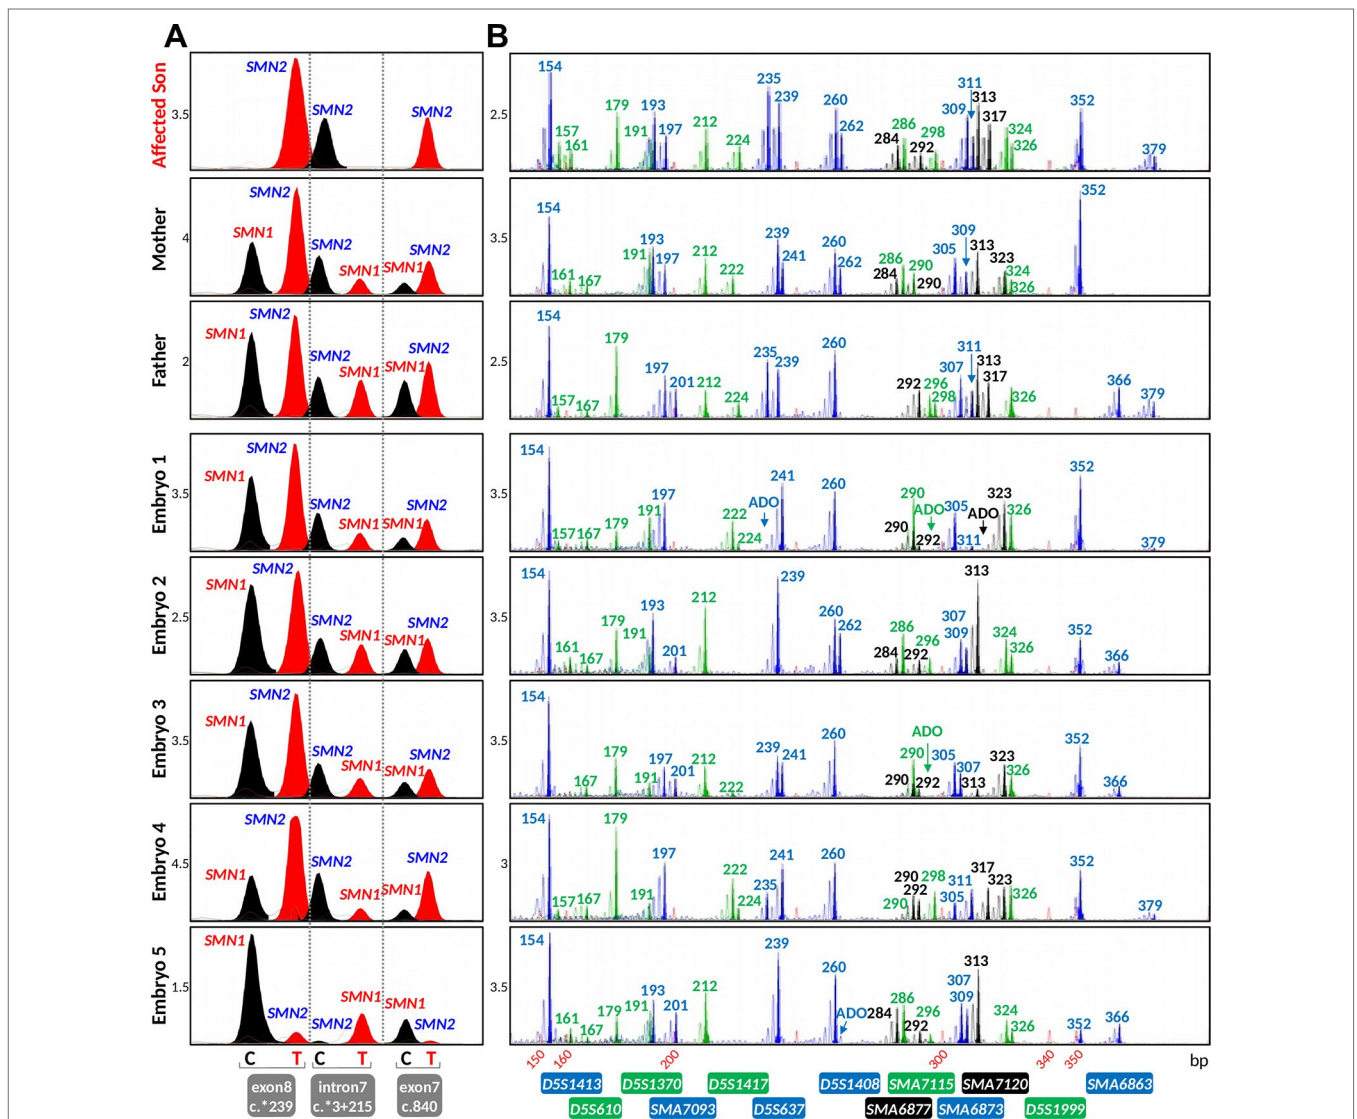 A
B
Affected Son
3.5
SMN2
SMN2
SMN2
2.5
154
157
161
179
191
193
197
212
224
235
239
260
262
284
286
292
298
309
311
313
317
324
326
352
379
Mother
4
SMN1
SMN2
SMN2
SMN1
SMN1
SMN2
3.5
154
161
167
191
193
197
212
222
239
241
260
262
284
286
290
290
305
309
313
323
324
326
352
Father
2
SMN1
SMN2
SMN2
SMN1
SMN1
SMN2
2.5
154
157
167
179
197
201
212
224
235
239
260
292
296
298
307
311
313
317
326
366
379
Embryo 1
3.5
SMN1
SMN2
SMN2
SMN1
SMN1
SMN2
3.5
154
157
167
179
191
197
222
224
ADO
241
260
290
290
ADO
292
305
311
ADO
323
326
352
379
Embryo 2
2.5
SMN1
SMN2
SMN2
SMN1
SMN1
SMN2
3.5
154
161
167
179
191
193
201
212
239
260
262
284
286
292
296
307
309
313
324
326
352
366
Embryo 3
3.5
SMN1
SMN2
SMN2
SMN1
SMN1
SMN2
3.5
154
167
179
191
197
201
212
222
239
241
260
290
290
ADO
292
305
307
313
323
326
352
366
Embryo 4
4.5
SMN1
SMN2
SMN2
SMN1
SMN1
SMN2
3
154
157
167
179
191
197
222
224
235
241
260
290
290
292
298
305
311
317
323
326
352
379
Embryo 5
1.5
SMN1
SMN2
SMN2
SMN1
SMN1
SMN2
3.5
154
161
167
179
191
193
201
212
239
260
ADO
284
286
292
296
307
309
313
324
326
352
366
C T C T C T
150 160 200 300 340 350 bp
exon8
c.*239
intron7
c.*3+215
exon7
c.840
D5S1413 D5S1370 D5S1417 D5S1408 SMA7115 SMA7120 SMA6863
D5S610 SMA7093 D5S637 SMA6877 SMA6873 D5S1999